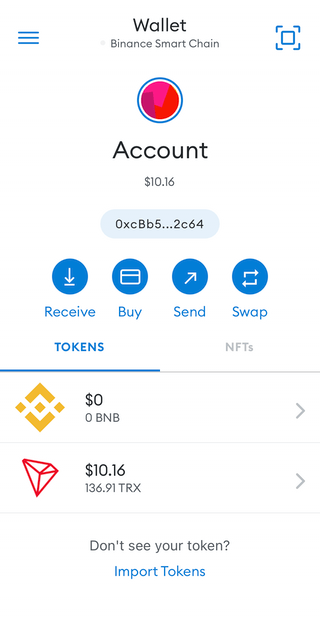 Wallet
Binance Smart Chain
Account
$10.16
0xcBb5...2c64
Receive Buy Send Swap
TOKENS NFTs
$0
0 BNB
$10.16
136.91 TRX
Don't see your token?
Import Tokens